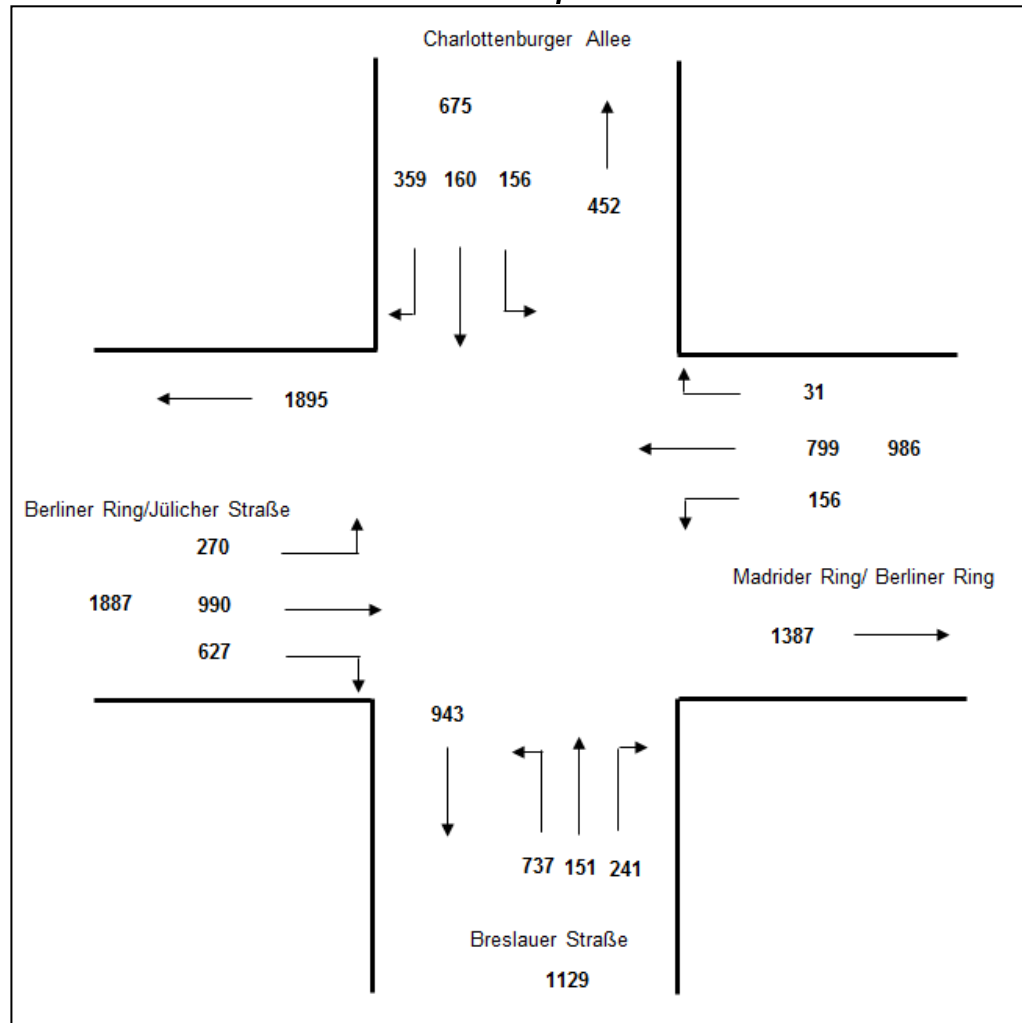 Charlottenburger Allee
675
359 160 156
452
1895
31
799 986
156
Berliner Ring/Jülicher Straße
270
1887 990
627
Madrider Ring/ Berliner Ring
1387
943
737 151 241
Breslauer Straße
1129